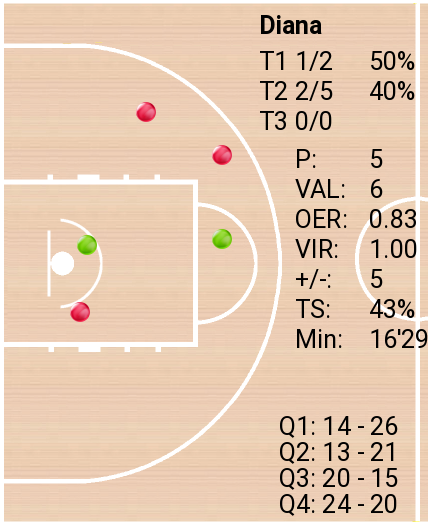 Diana
T1 1/2 50%
T2 2/5 40%
T3 0/0
P: 5
VAL: 6
OER: 0.83
VIR: 1.00
+/-: 5
TS: 43%
Min: 16'29
Q1: 14 - 26
Q2: 13 - 21
Q3: 20 - 15
Q4: 24 - 20